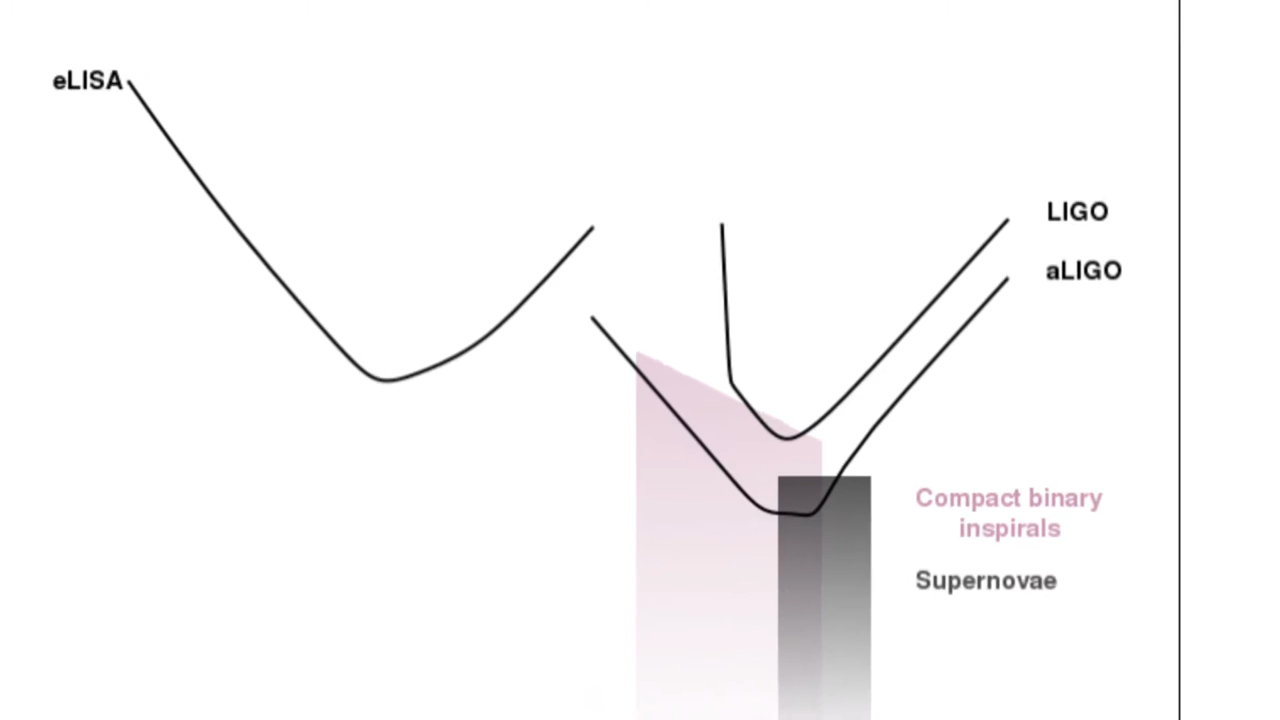 eLISA
LIGO
aLIGO
Compact binary
inspirals
Supernovae